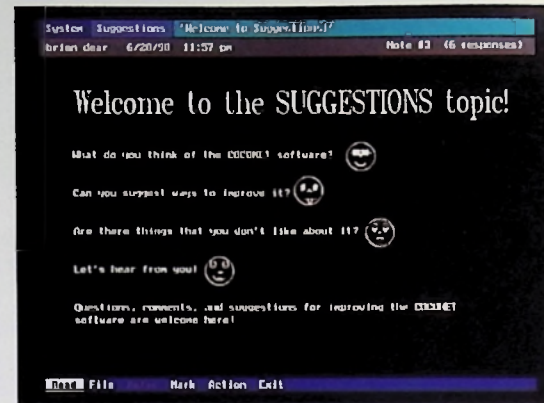 System Suggestions "Welcome to Suggestions!"
brian dear 6/20/90 11:57 pm Note #3 (6 responses)
Welcome to the SUGGESTIONS topic!
What do you think of the COCONET software?
Can you suggest ways to improve it?
Are there things that you don't like about it?
Let's hear from you!
Questions, comments, and suggestions for improving the COCONET
software are welcome here!
Read File Mark Action Exit